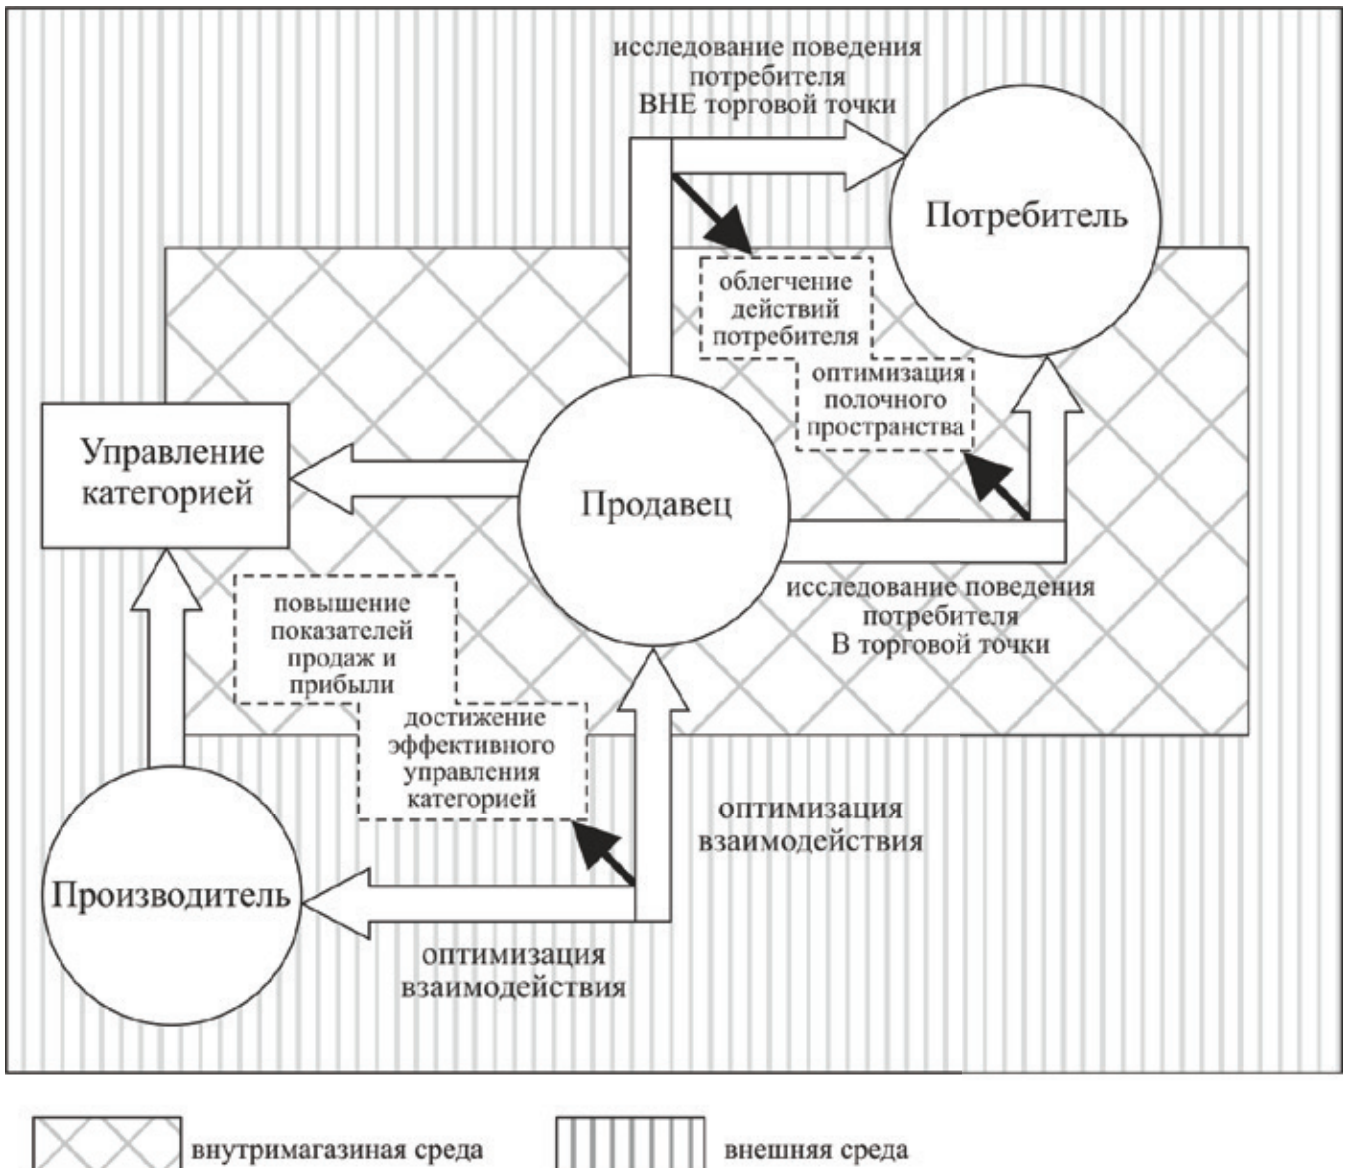 исследование поведения
потребителя
ВНЕ торговой точки
Потребитель
облегчение
действий
потребителя
оптимизация
полочного
пространства
Управление
категорией
Продавец
исследование поведения
потребителя
В торговой точки
повышение
показателей
продаж и
прибыли
достижение
эффективного
управления
категорией
оптимизация
взаимодействия
Производитель
оптимизация
взаимодействия
внутримагазиная среда
внешняя среда